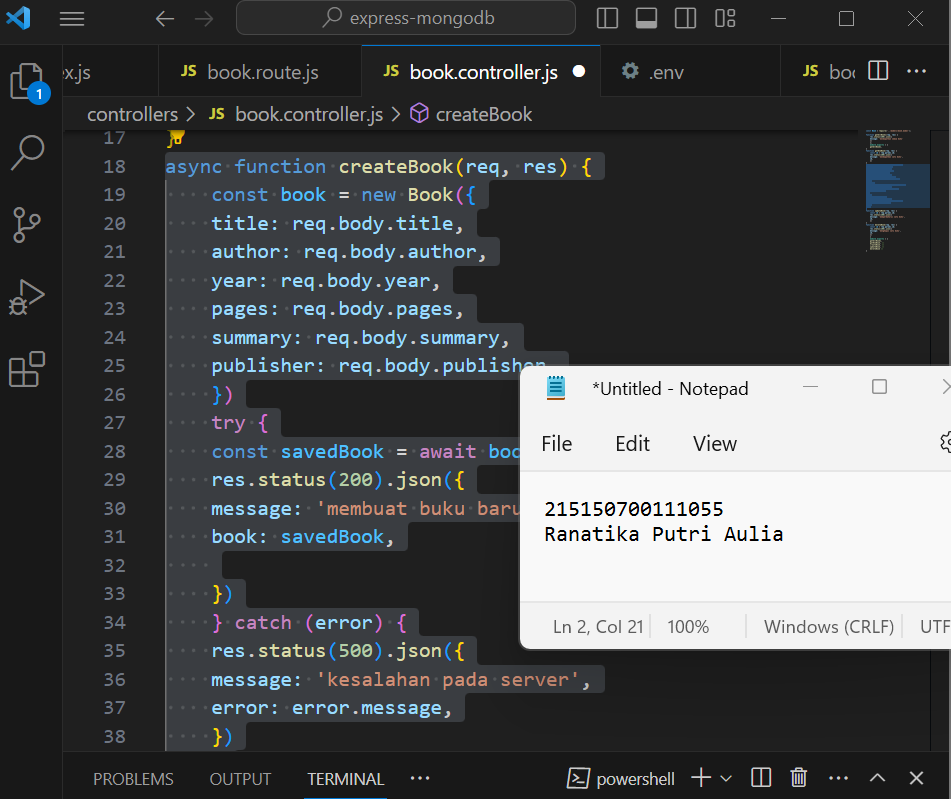 express-mongodb
ex.js
JS book.route.js
JS book.controller.js
.env
JS
controllers > JS book.controller.js > createBook
1
17
18 async function createBook(req, res) {
19 const book = new Book({
20 title: req.body.title,
21 author: req.body.author,
22 year: req.body.year,
23 pages: req.body.pages,
24 summary: req.body.summary,
25 publisher: req.body.publisher
26 })
27 try {
28 const savedBook = await boo
29 res.status(200).json({
30 message: 'membuat buku baru
31 book: savedBook,
32
33 })
34 } catch (error) {
35 res.status(500).json({
36 message: 'kesalahan pada server',
37 error: error.message,
38 })
*Untitled - Notepad
File Edit View
215150700111055
Ranatika Putri Aulia
Ln 2, Col 21 100% Windows (CRLF) UTF
PROBLEMS OUTPUT TERMINAL ... powershell